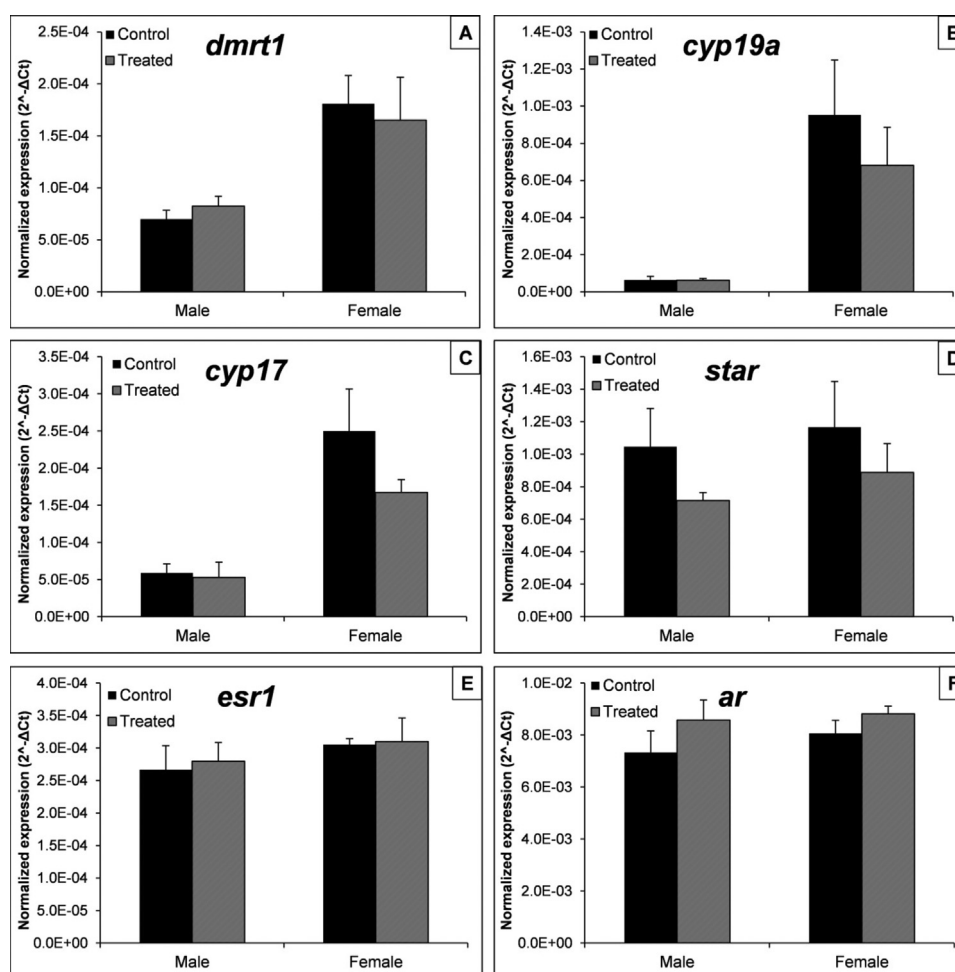 A
dmrt1
Control
Treated
Normalized expression (2^-ΔCt)
2.5E-04
2.0E-04
1.5E-04
1.0E-04
5.0E-05
0.0E+00
Male Female
B
cyp19a
Control
Treated
Normalized expression (2^-ΔCt)
1.4E-03
1.2E-03
1.0E-03
8.0E-04
6.0E-04
4.0E-04
2.0E-04
0.0E+00
Male Female
C
cyp17
Control
Treated
Normalized expression (2^-ΔCt)
3.5E-04
3.0E-04
2.5E-04
2.0E-04
1.5E-04
1.0E-04
5.0E-05
0.0E+00
Male Female
D
star
Control
Treated
Normalized expression (2^-ΔCt)
1.6E-03
1.4E-03
1.2E-03
1.0E-03
8.0E-04
6.0E-04
4.0E-04
2.0E-04
0.0E+00
Male Female
E
esr1
Control
Treated
Normalized expression (2^-ΔCt)
4.0E-04
3.5E-04
3.0E-04
2.5E-04
2.0E-04
1.5E-04
1.0E-04
5.0E-05
0.0E+00
Male Female
F
ar
Control
Treated
Normalized expression (2^-ΔCt)
1.0E-02
8.0E-03
6.0E-03
4.0E-03
2.0E-03
0.0E+00
Male Female